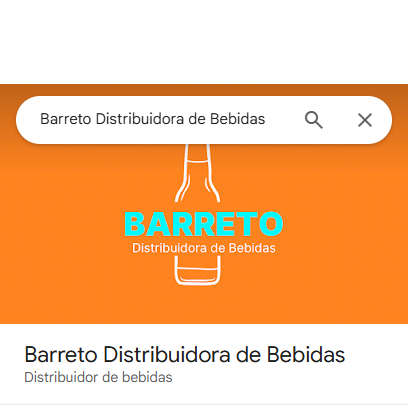 Barreto Distribuidora de Bebidas
BARRETO
Distribuidora de Bebidas
Barreto Distribuidora de Bebidas
Distribuidor de bebidas